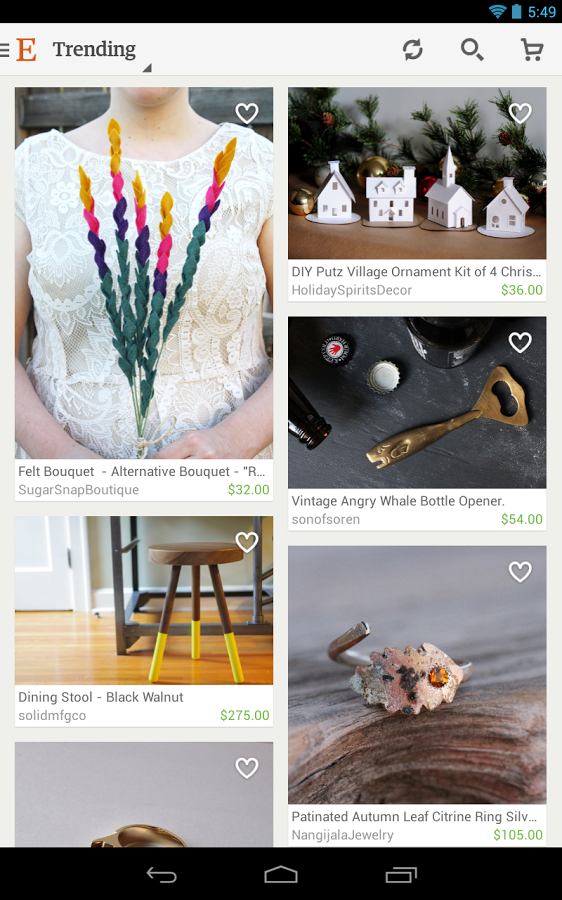 5:49
E Trending
Felt Bouquet - Alternative Bouquet - "R...
SugarSnapBoutique $32.00
Dining Stool - Black Walnut
solidmfgco $275.00
DIY Putz Village Ornament Kit of 4 Chris...
HolidaySpiritsDecor $36.00
Vintage Angry Whale Bottle Opener.
sonofsoren $54.00
Patinated Autumn Leaf Citrine Ring Silv...
NangijalaJewelry $105.00